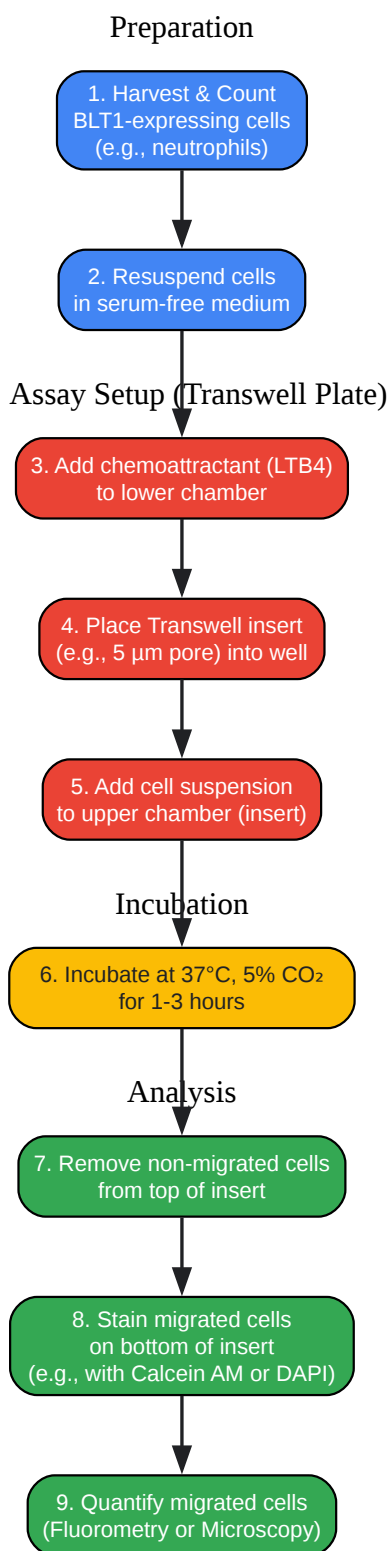 Preparation
1. Harvest & Count
BLT1-expressing cells
(e.g., neutrophils)
2. Resuspend cells
in serum-free medium
Assay Setup (Transwell Plate)
3. Add chemoattractant (LTB4)
to lower chamber
4. Place Transwell insert
(e.g., 5 µm pore) into well
5. Add cell suspension
to upper chamber (insert)
Incubation
6. Incubate at 37°C, 5% CO₂
for 1-3 hours
Analysis
7. Remove non-migrated cells
from top of insert
8. Stain migrated cells
on bottom of insert
(e.g., with Calcein AM or DAPI)
9. Quantify migrated cells
(Fluorometry or Microscopy)